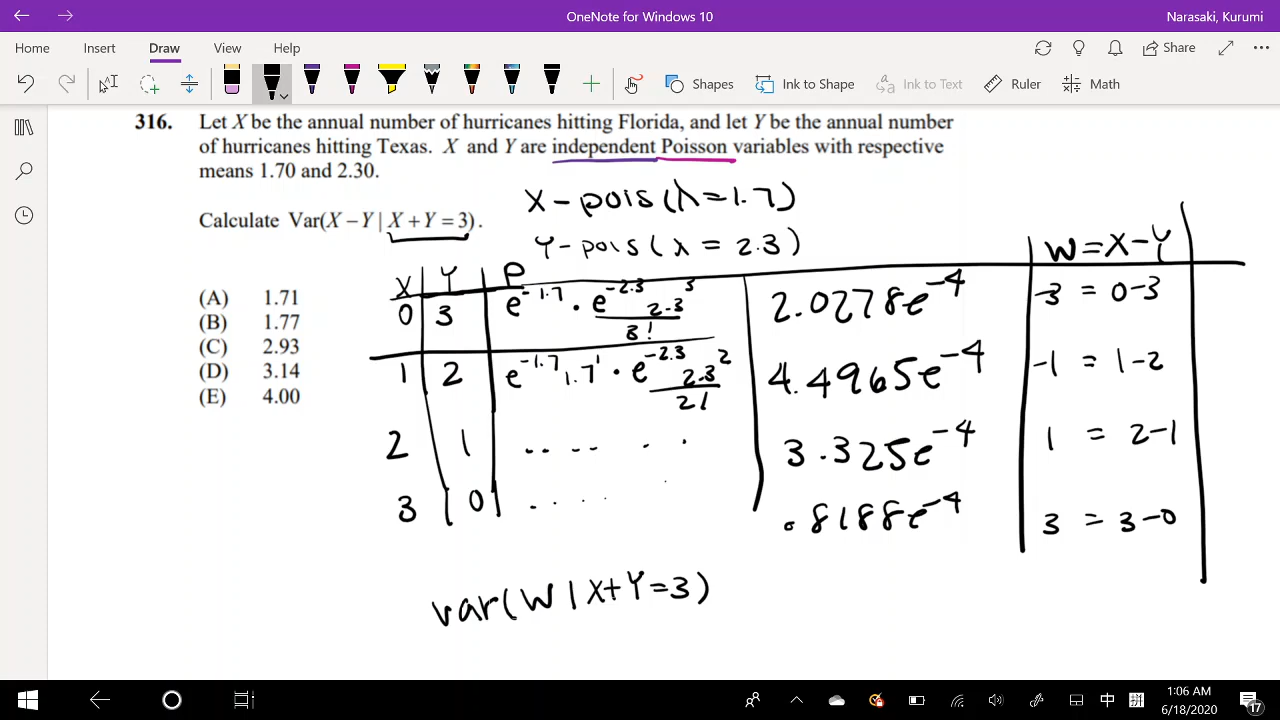 OneNote for Windows 10
Narasaki, Kurumi
Home Insert Draw View Help Share
Shapes Ink to Shape Ink to Text Ruler Math
316. Let X be the annual number of hurricanes hitting Florida, and let Y be the annual number
of hurricanes hitting Texas. X and Y are independent Poisson variables with respective
means 1.70 and 2.30.
X - pois(λ=1.7)
Calculate Var(X − Y | X + Y = 3).
Y - pois(λ = 2.3)
(A) 1.71
(B) 1.77
(C) 2.93
(D) 3.14
(E) 4.00
X Y P W = X - Y
0 3 e^-1.7 · e^-2.3 2.3^3 / 3! 2.0278e^-4 -3 = 0-3
1 2 e^-1.7 1.7^1 · e^-2.3 2.3^2 / 2! 4.4965e^-4 -1 = 1-2
2 1 .. .. . . 3.325e^-4 1 = 2-1
3 0 . . . . .8188e^-4 3 = 3-0
var(W | X+Y=3)
中
1:06 AM
6/18/2020
17